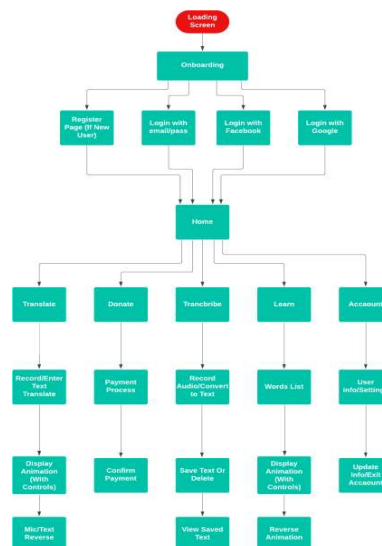 Loading
Screen
Onboarding
Register
Page (If New
User)
Login with
email/pass
Login with
Facebook
Login with
Google
Home
Translate
Donate
Trancbribe
Learn
Accaount
Record/Enter
Text
Translate
Payment
Process
Record
Audio/Convert
to Text
Words List
User
Info/Setting
Display
Animation
(With
Controls)
Confirm
Payment
Save Text Or
Delete
Display
Animation
(With
Controls)
Update
Info/Exit
Accaount
Mic/Text
Reverse
View Saved
Text
Reverse
Animation